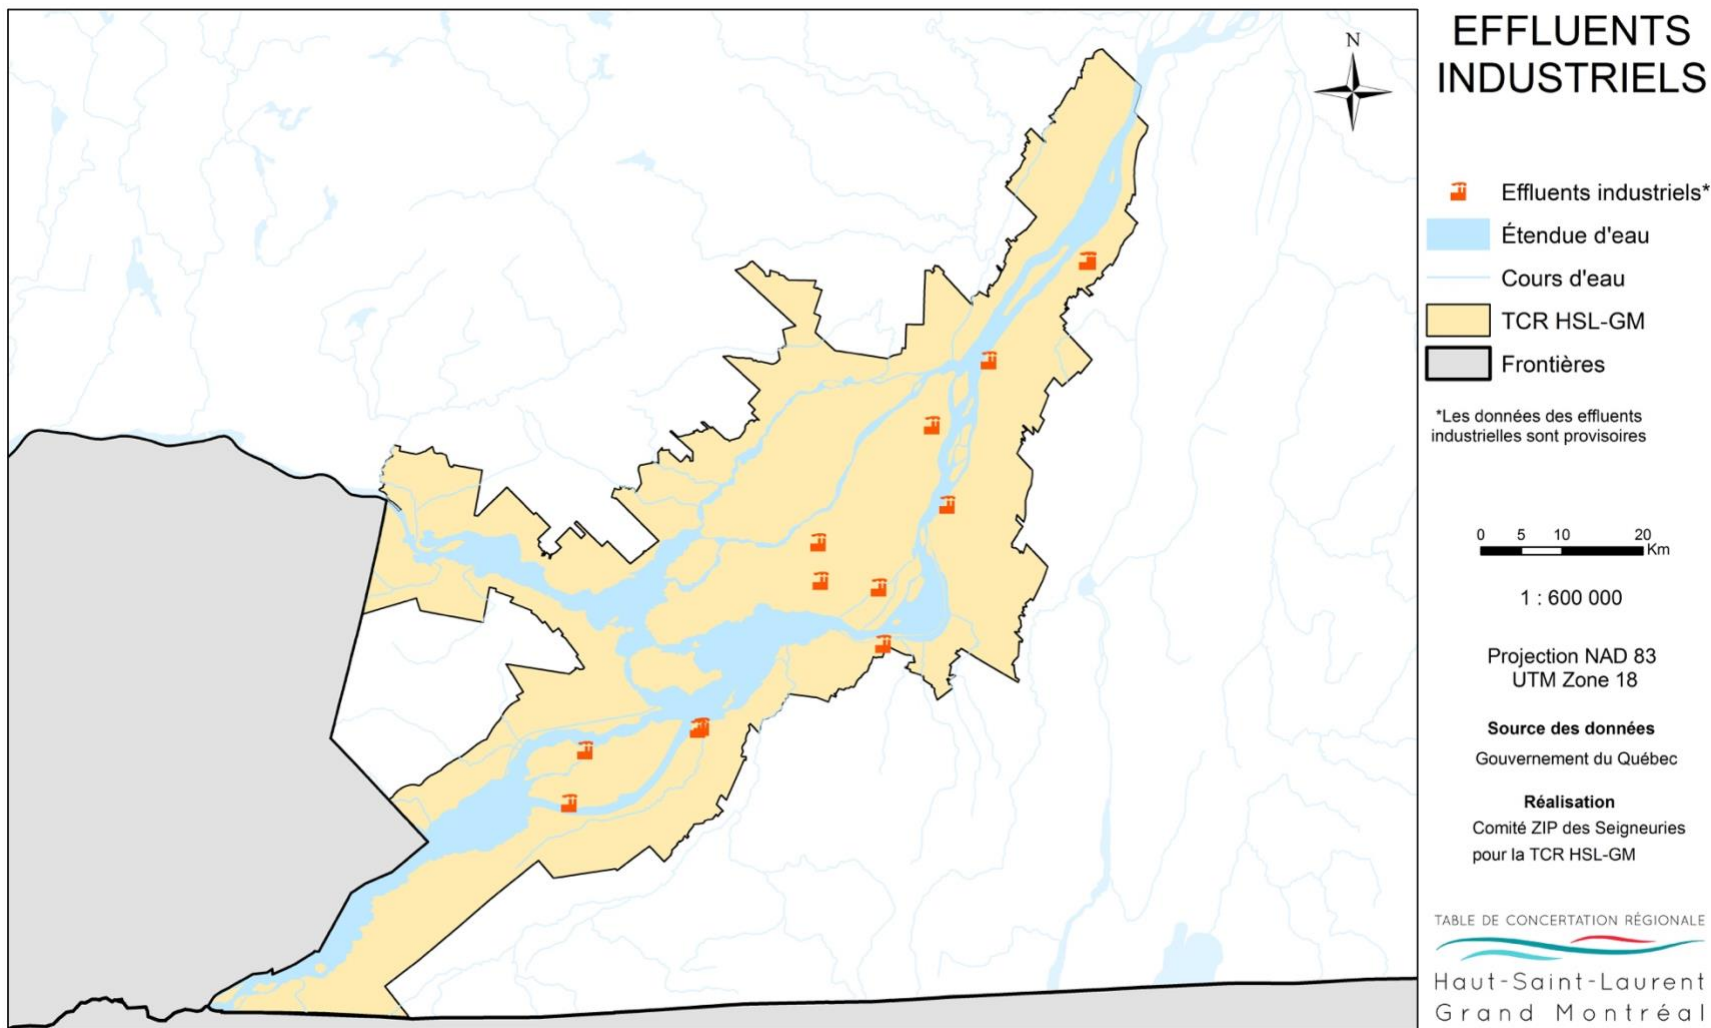 EFFLUENTS
INDUSTRIELS
N
Effluents industriels*
Étendue d'eau
Cours d'eau
TCR HSL-GM
Frontières
*Les données des effluents
industrielles sont provisoires
0 5 10 20
Km
1 : 600 000
Projection NAD 83
UTM Zone 18
Source des données
Gouvernement du Québec
Réalisation
Comité ZIP des Seigneuries
pour la TCR HSL-GM
TABLE DE CONCERTATION RÉGIONALE
Haut-Saint-Laurent
Grand Montréal